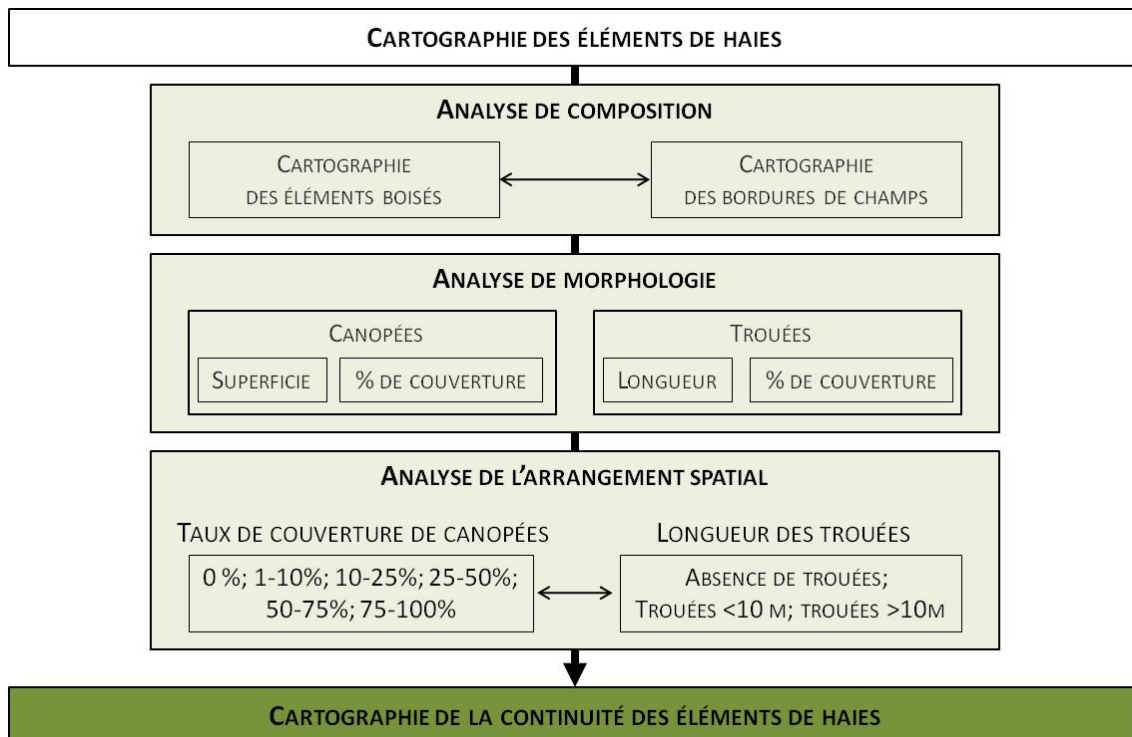 CARTOGRAPHIE DES ÉLÉMENTS DE HAIES
ANALYSE DE COMPOSITION
CARTOGRAPHIE
DES ÉLÉMENTS BOISÉS
CARTOGRAPHIE
DES BORDURES DE CHAMPS
ANALYSE DE MORPHOLOGIE
CANOPÉES
SUPERFICIE
% DE COUVERTURE
TROUÉES
LONGUEUR
% DE COUVERTURE
ANALYSE DE L'ARRANGEMENT SPATIAL
TAUX DE COUVERTURE DE CANOPÉES
0 %; 1-10%; 10-25%; 25-50%;
50-75%; 75-100%
LONGUEUR DES TROUÉES
ABSENCE DE TROUÉES;
TROUÉES <10 M; TROUÉES >10M
CARTOGRAPHIE DE LA CONTINUITÉ DES ÉLÉMENTS DE HAIES